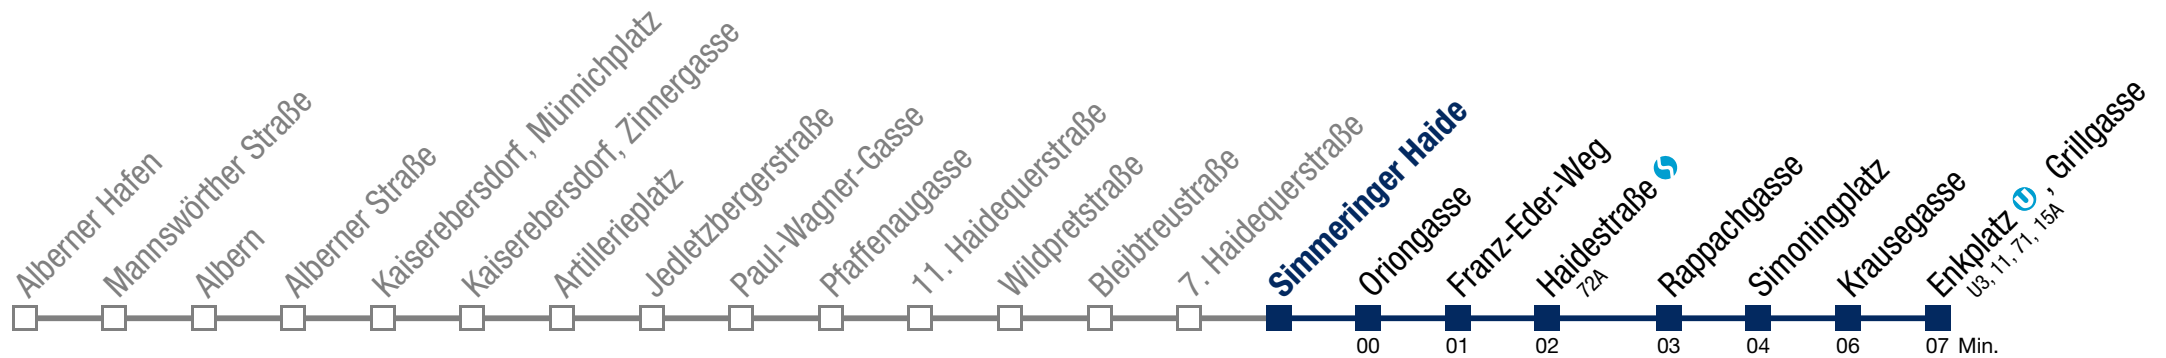 Alberner Hafen
Mannswörther Straße
Albern
Alberner Straße
Kaiserebersdorf, Münnichplatz
Kaiserebersdorf, Zinnergasse
Artillerieplatz
Jedletzbergerstraße
Paul-Wagner-Gasse
Pfaffenaugasse
11. Haidequerstraße
Wildpretstraße
Bleibtreustraße
7. Haidequerstraße
Simmeringer Haide
Oriongasse
Franz-Eder-Weg
Haidestraße S
72A
Rappachgasse
Simoningplatz
Krausegasse
Enkplatz U, Grillgasse
U3, 11, 71, 15A
00 01 02 03 04 06 07 Min.